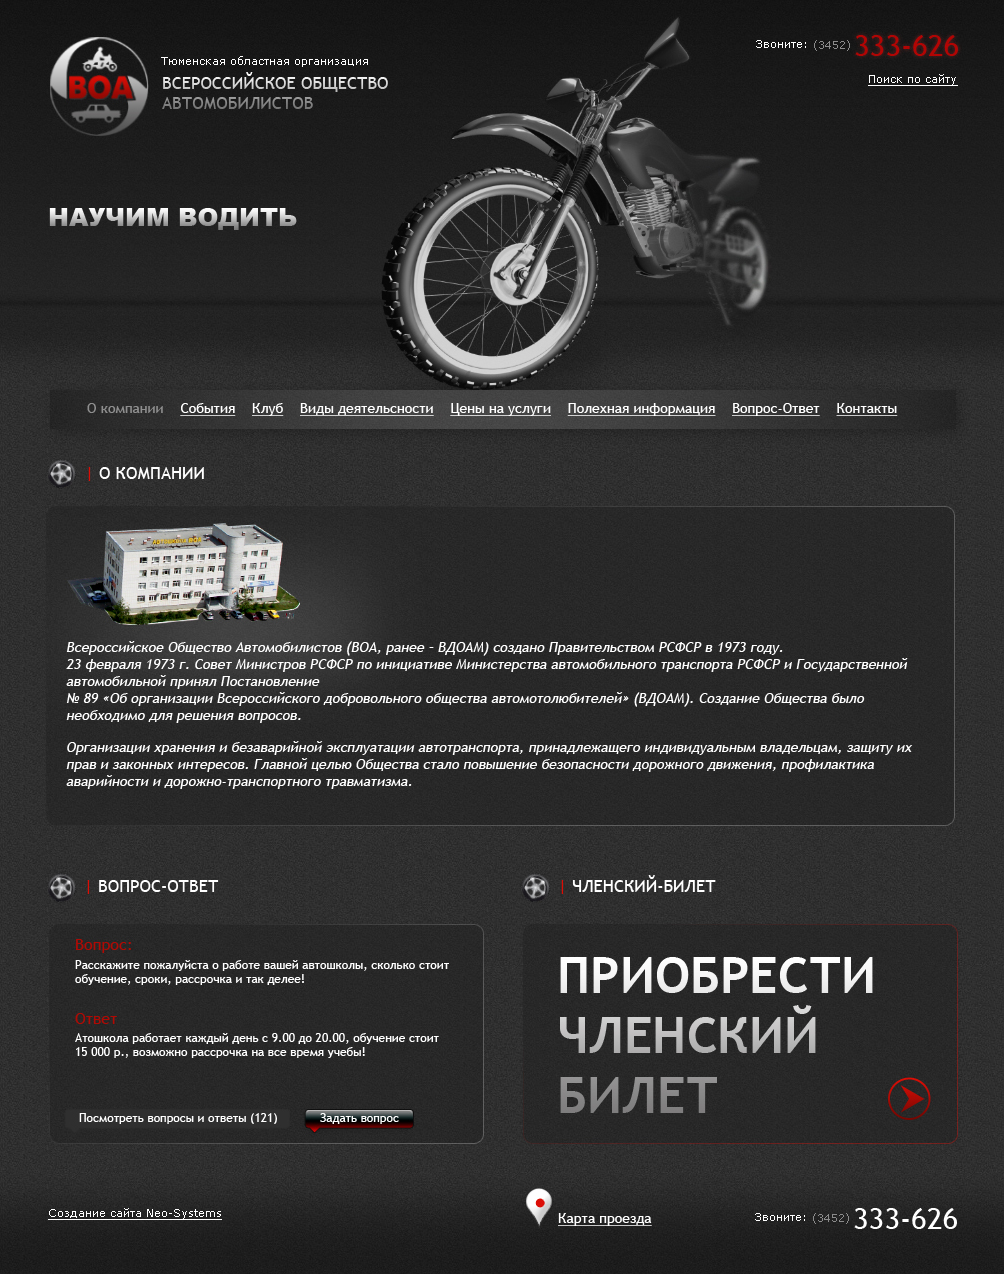 ВОА
Тюменская областная организация
ВСЕРОССИЙСКОЕ ОБЩЕСТВО
АВТОМОБИЛИСТОВ
Звоните: (3452) 333-626
Поиск по сайту
НАУЧИМ ВОДИТЬ
О компании События Клуб Виды деятельсности Цены на услуги Полехная информация Вопрос-Ответ Контакты
О КОМПАНИИ
Всероссийское Общество Автомобилистов (ВОА, ранее – ВДОАМ) создано Правительством РСФСР в 1973 году.
23 февраля 1973 г. Совет Министров РСФСР по инициативе Министерства автомобильного транспорта РСФСР и Государственной
автомобильной принял Постановление
№ 89 «Об организации Всероссийского добровольного общества автомотолюбителей» (ВДОАМ). Создание Общества было
необходимо для решения вопросов.
Организации хранения и безаварийной эксплуатации автотранспорта, принадлежащего индивидуальным владельцам, защиту их
прав и законных интересов. Главной целью Общества стало повышение безопасности дорожного движения, профилактика
аварийности и дорожно-транспортного травматизма.
ВОПРОС-ОТВЕТ
Вопрос:
Расскажите пожалуйста о работе вашей автошколы, сколько стоит
обучение, сроки, рассрочка и так делее!
Ответ
Атошкола работает каждый день с 9.00 до 20.00, обучение стоит
15 000 р., возможно рассрочка на все время учебы!
Посмотреть вопросы и ответы (121) Задать вопрос
ЧЛЕНСКИЙ-БИЛЕТ
ПРИОБРЕСТИ
ЧЛЕНСКИЙ
БИЛЕТ
Создание сайта Neo-Systems
Карта проезда
Звоните: (3452) 333-626